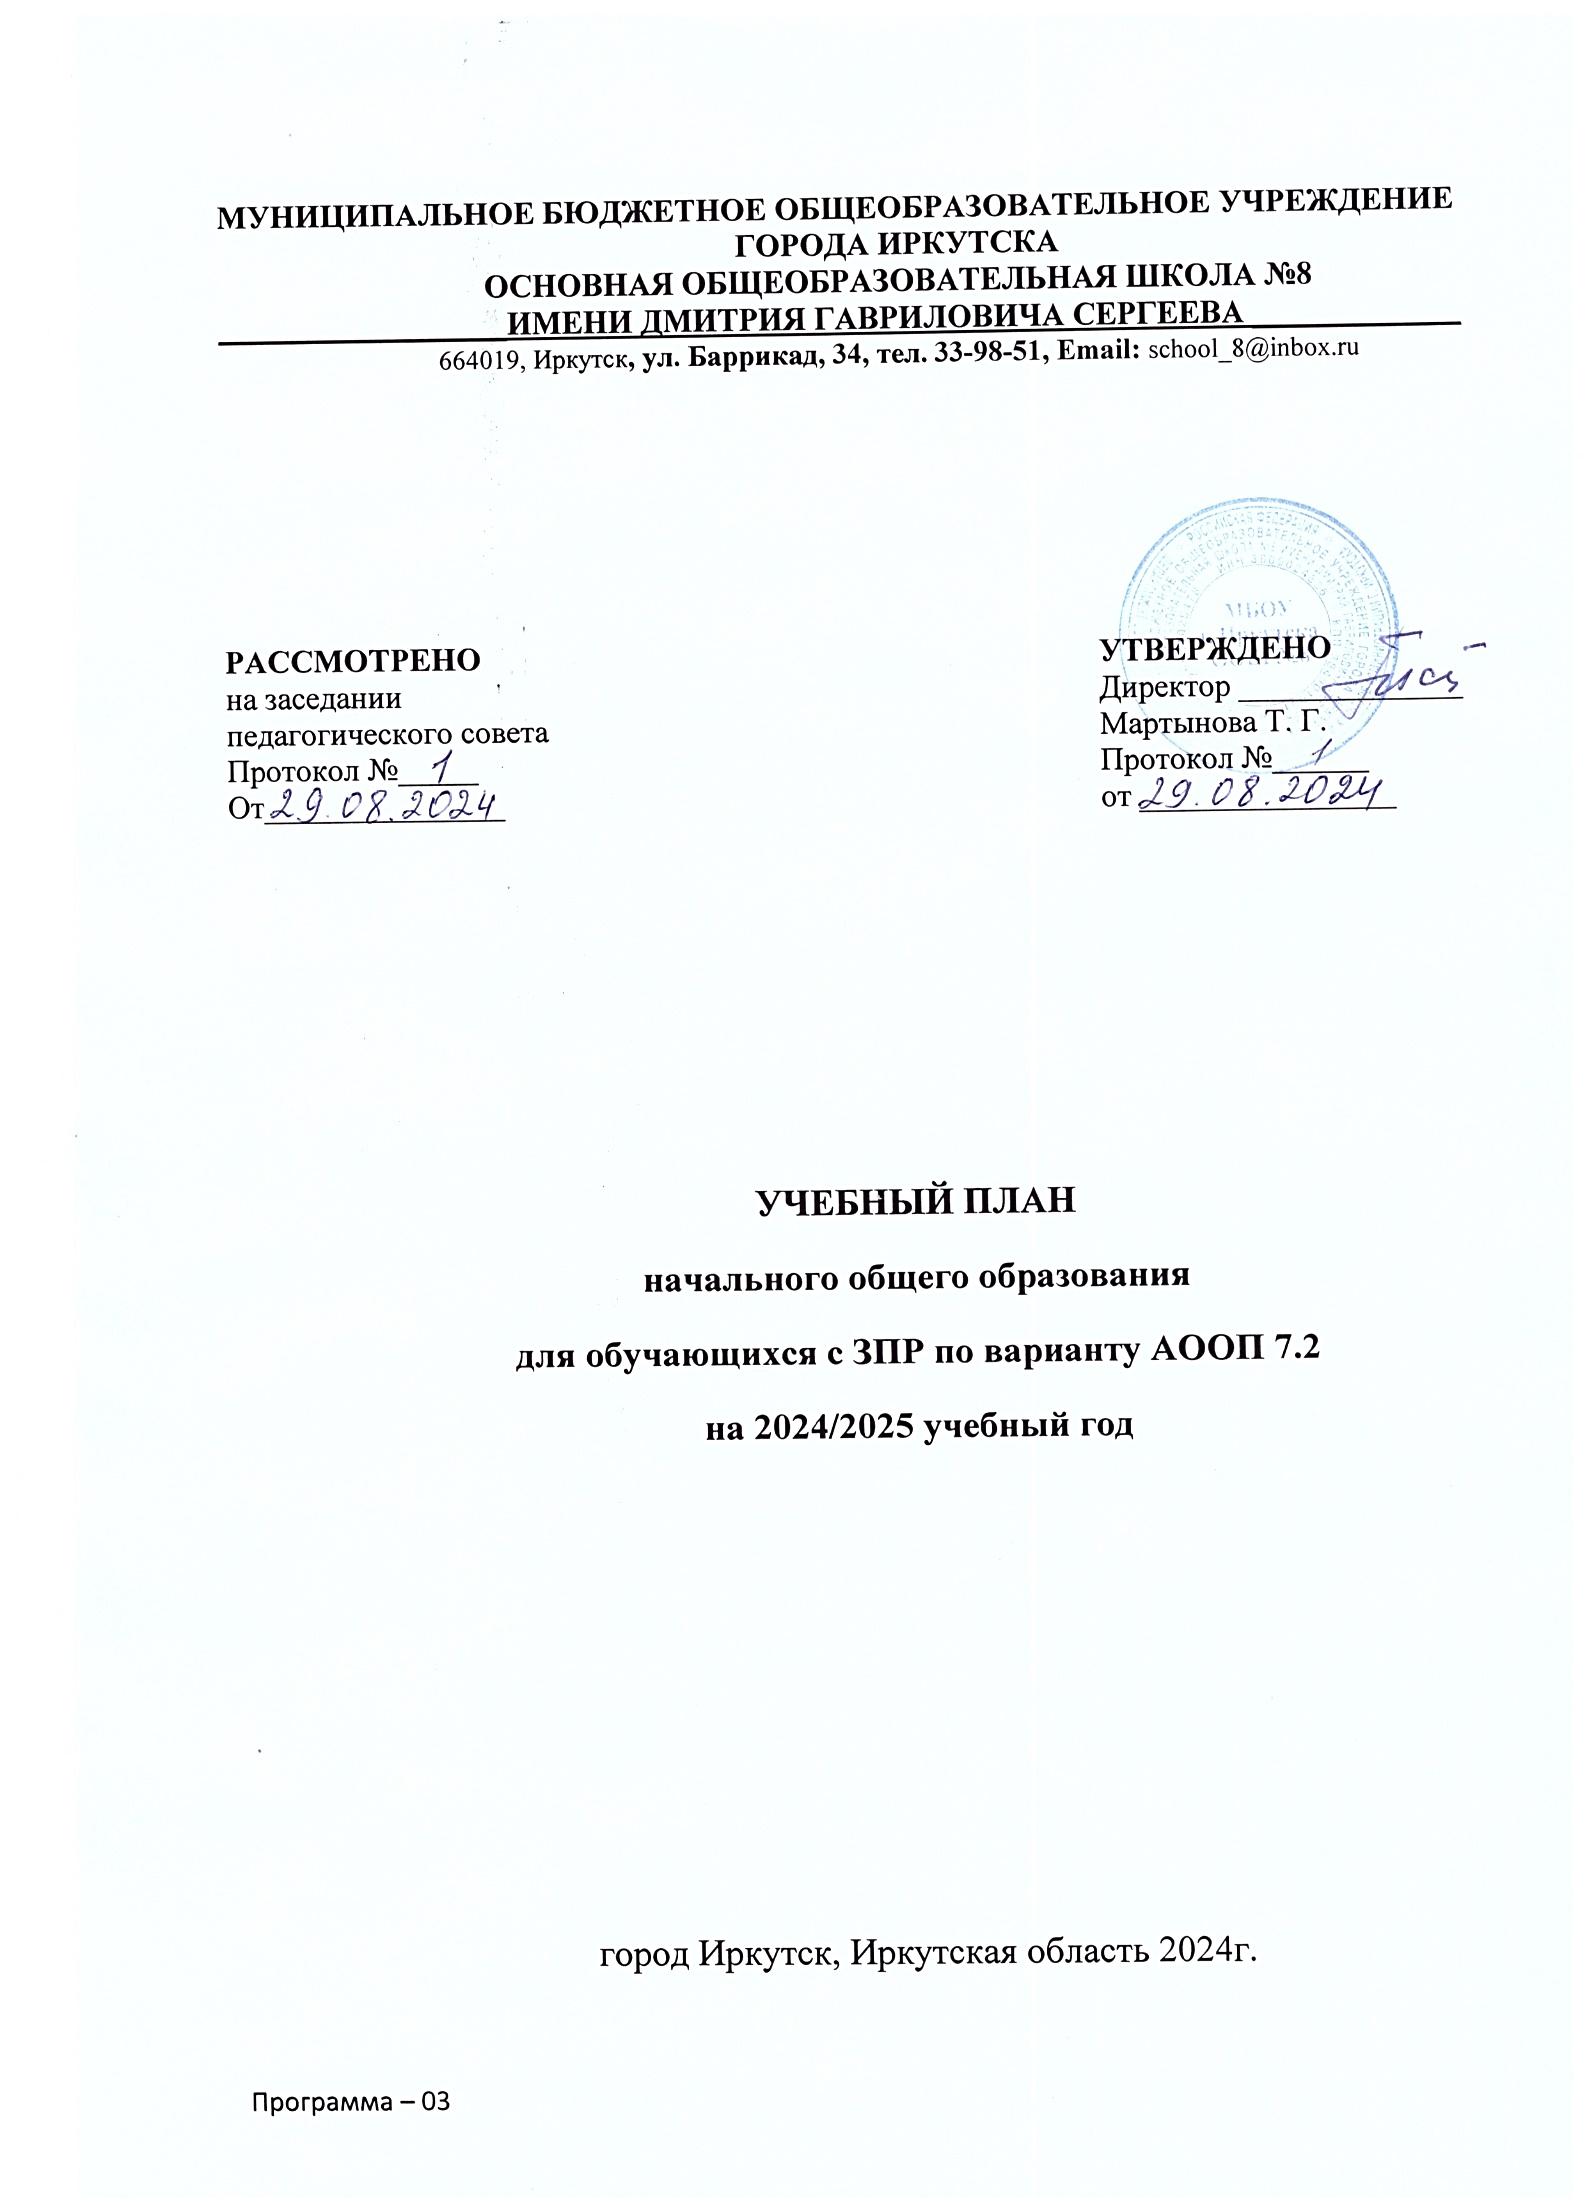 МУНИЦИПАЛЬНОЕ БЮДЖЕТНОЕ ОБЩЕОБРАЗОВАТЕЛЬНОЕ УЧРЕЖДЕНИЕ
ГОРОДА ИРКУТСКА
ОСНОВНАЯ ОБЩЕОБРАЗОВАТЕЛЬНАЯ ШКОЛА №8
ИМЕНИ ДМИТРИЯ ГАВРИЛОВИЧА СЕРГЕЕВА
664019, Иркутск, ул. Баррикад, 34, тел. 33-98-51, Email: school_8@inbox.ru
РАССМОТРЕНО
на заседании
педагогического совета
Протокол № 1
От 29.08.2024
МБОУ
УТВЕРЖДЕНО
Директор
Мартынова Т. Г.
Протокол № 1
от 29.08.2024
УЧЕБНЫЙ ПЛАН
начального общего образования
для обучающихся с ЗПР по варианту АООП 7.2
на 2024/2025 учебный год
город Иркутск, Иркутская область 2024г.
Программа – 03